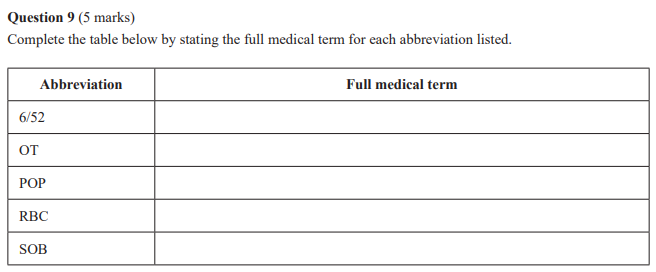 Question 9 (5 marks)
Complete the table below by stating the full medical term for each abbreviation listed.
Abbreviation Full medical term
6/52
OT
POP
RBC
SOB